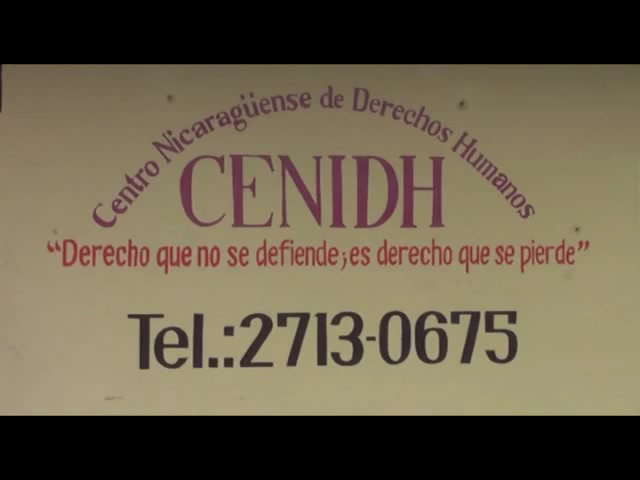 Centro Nicaragüense de Derechos Humanos
CENIDH
“Derecho que no se defiende; es derecho que se pierde”
Tel.:2713-0675